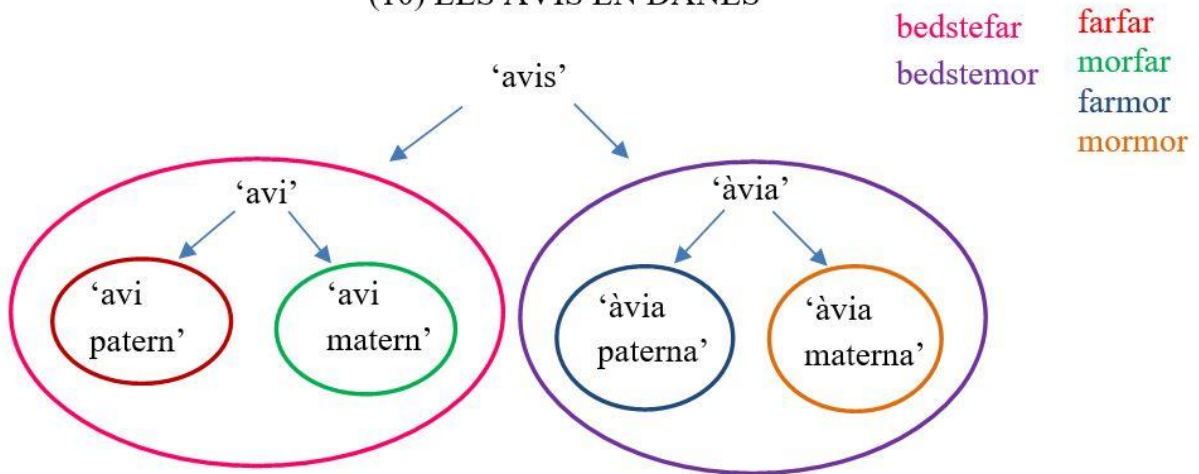 (10) ELS AVIS EN DANÈS
bedstefar
bedstemor
farfar
morfar
farmor
mormor
‘avis’
‘avi’
‘àvia’
‘avi
patern’
‘avi
matern’
‘àvia
paterna’
‘àvia
materna’